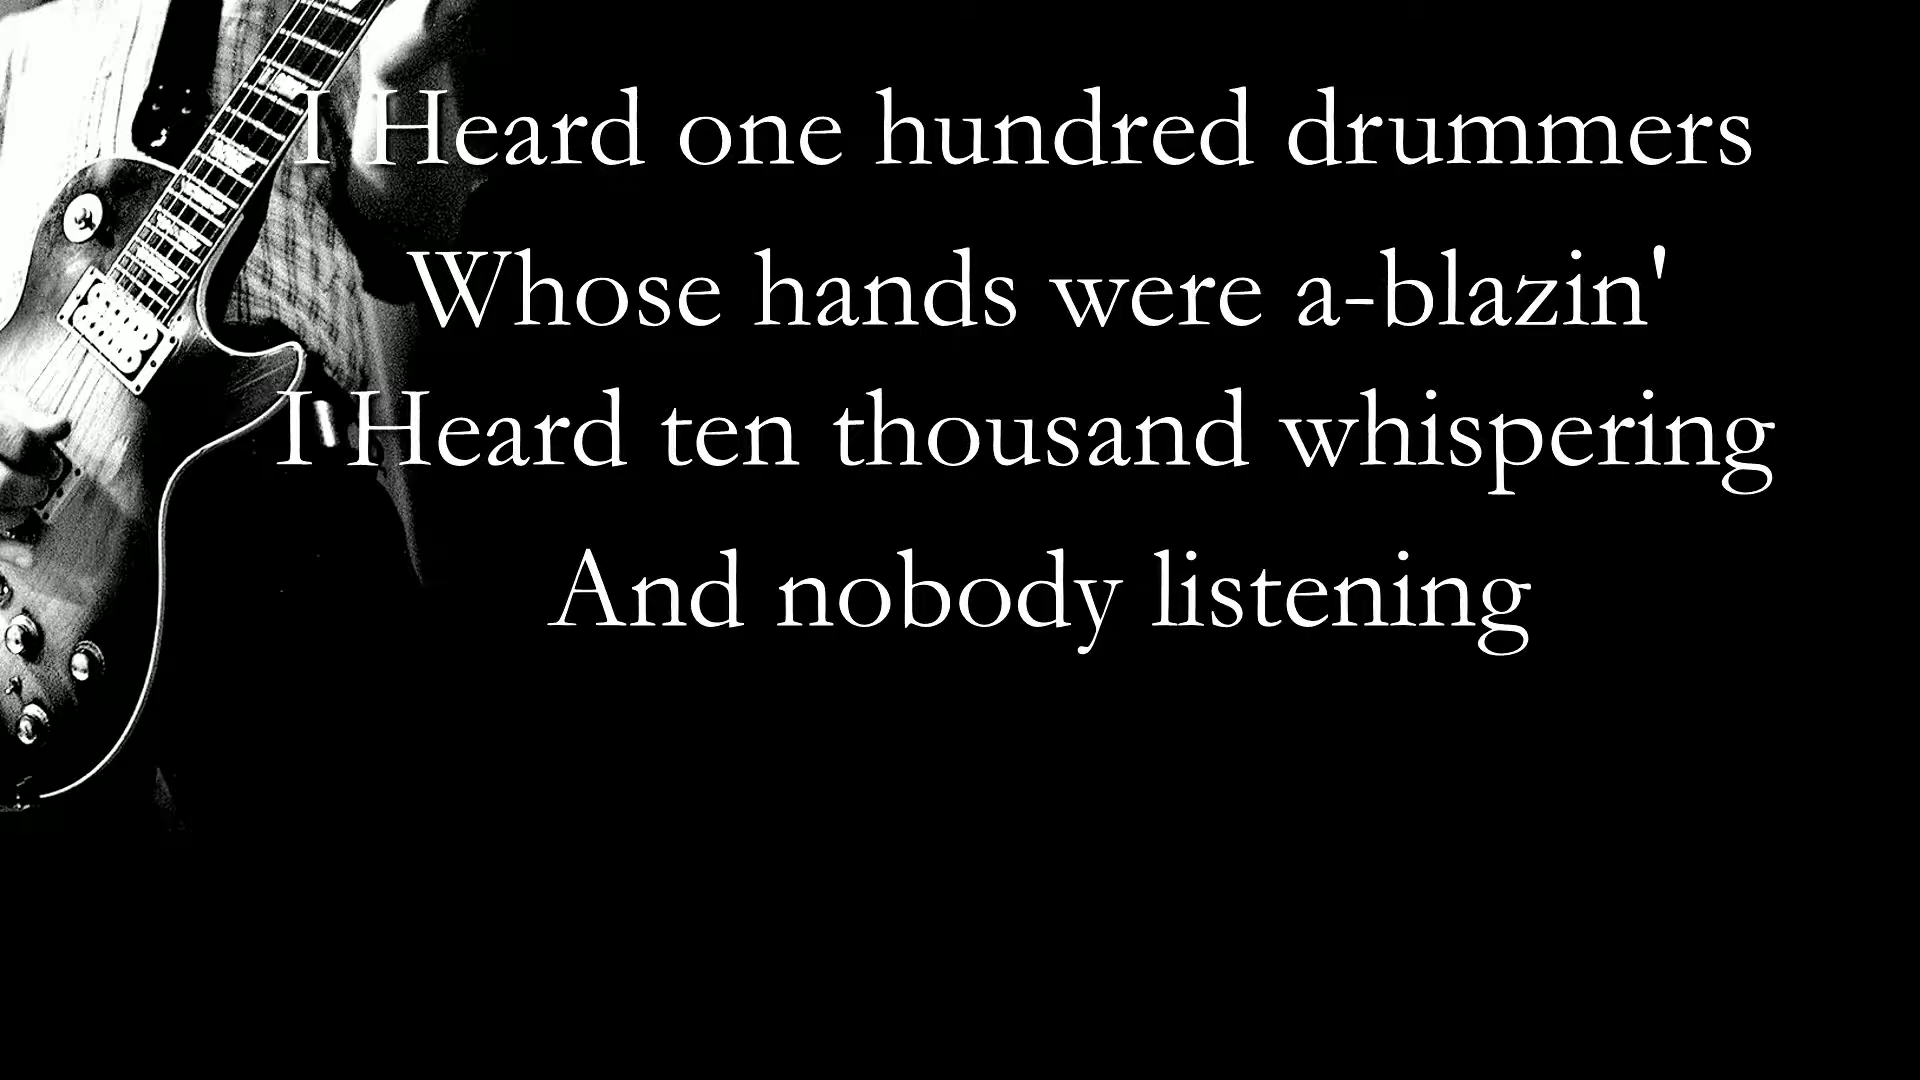 I Heard one hundred drummers
Whose hands were a-blazin'
I Heard ten thousand whispering
And nobody listening